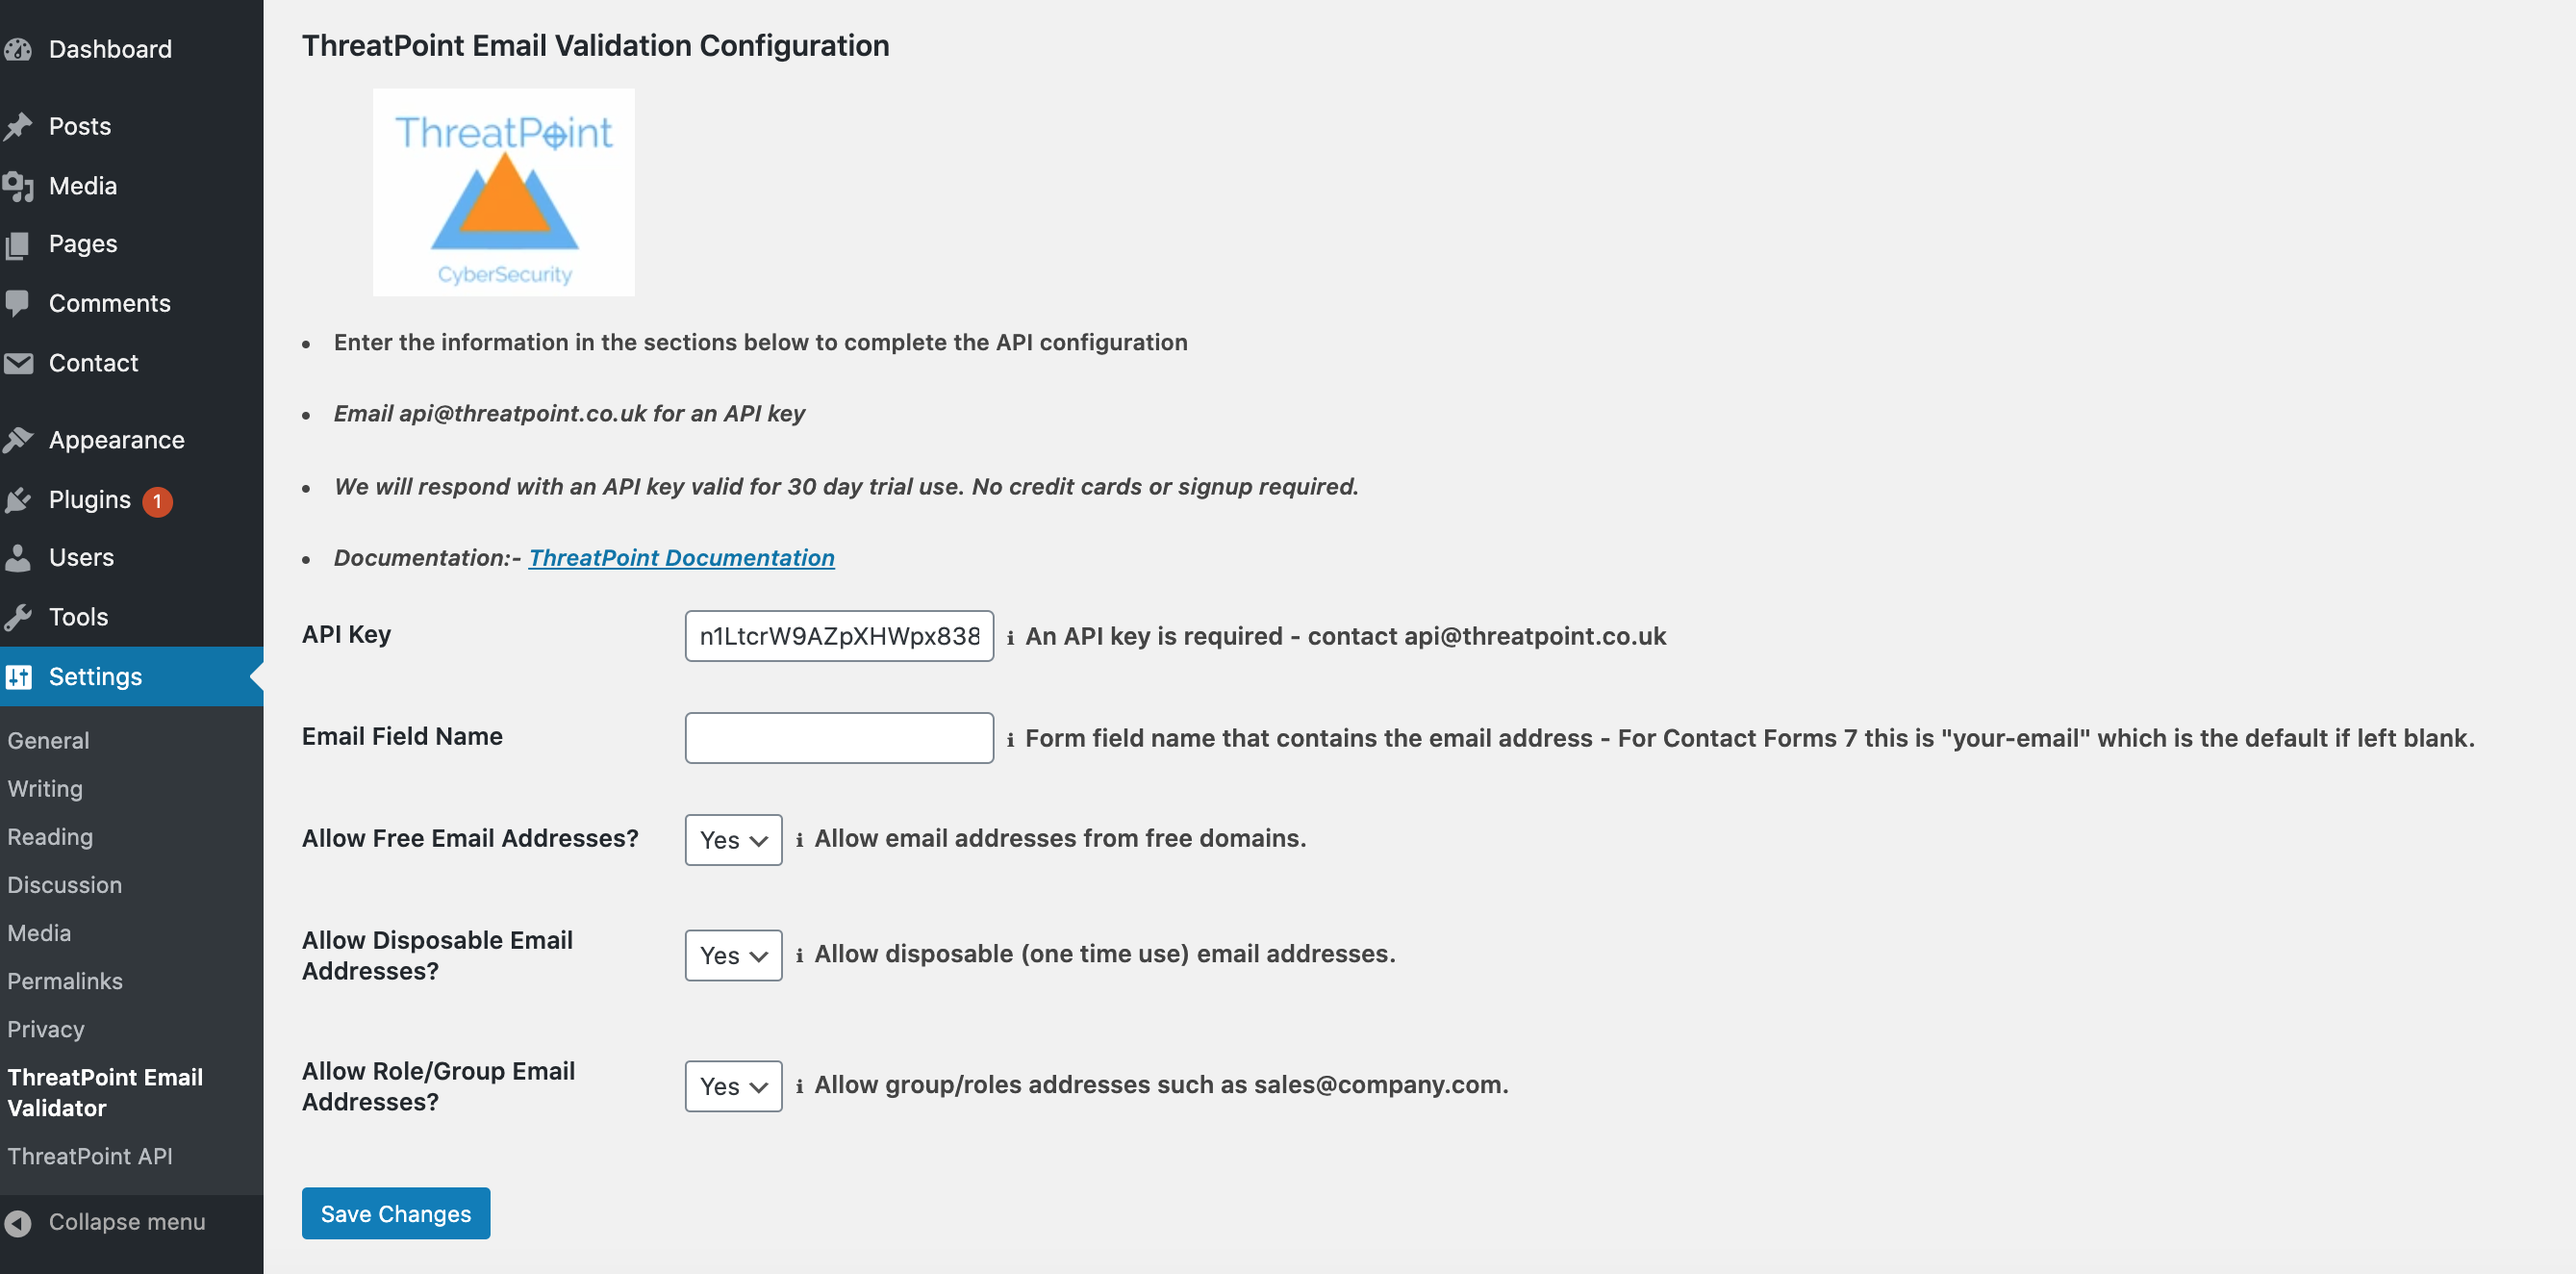 Dashboard
Posts
Media
Pages
Comments
Contact
Appearance
Plugins 1
Users
Tools
Settings
General
Writing
Reading
Discussion
Media
Permalinks
Privacy
ThreatPoint Email
Validator
ThreatPoint API
Collapse menu
ThreatPoint Email Validation Configuration
ThreatPoint
CyberSecurity
• Enter the information in the sections below to complete the API configuration
• Email api@threatpoint.co.uk for an API key
• We will respond with an API key valid for 30 day trial use. No credit cards or signup required.
• Documentation:- ThreatPoint Documentation
API Key n1LtcrW9AZpXHWpx838 ℹ An API key is required - contact api@threatpoint.co.uk
Email Field Name ℹ Form field name that contains the email address - For Contact Forms 7 this is "your-email" which is the default if left blank.
Allow Free Email Addresses? Yes ℹ Allow email addresses from free domains.
Allow Disposable Email
Addresses? Yes ℹ Allow disposable (one time use) email addresses.
Allow Role/Group Email
Addresses? Yes ℹ Allow group/roles addresses such as sales@company.com.
Save Changes